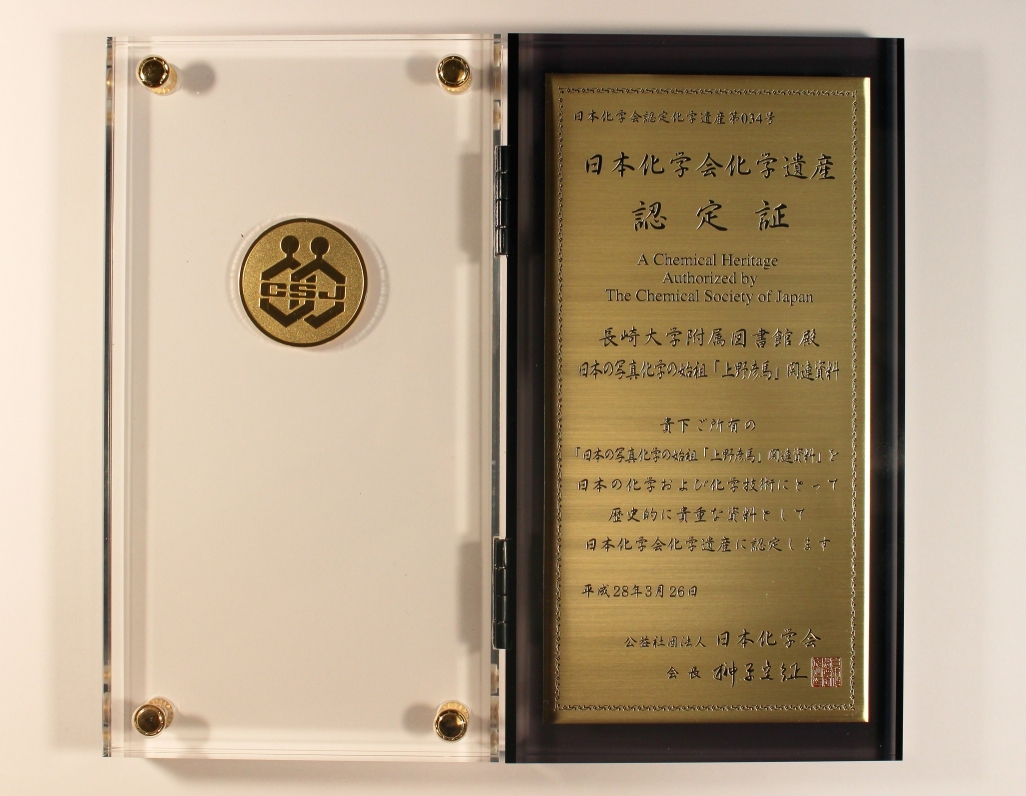 CSJ
日本化学会認定化学遺産第034号
日本化学会化学遺産
認定証
A Chemical Heritage
Authorized by
The Chemical Society of Japan
長崎大学附属図書館 殿
日本の写真化学の始祖「上野彦馬」関連資料
貴下ご所有の
「日本の写真化学の始祖「上野彦馬」関連資料」を
日本の化学および化学技術にとって
歴史的に貴重な資料として
日本化学会化学遺産に認定します
平成28年3月26日
公益社団法人 日本化学会
会長